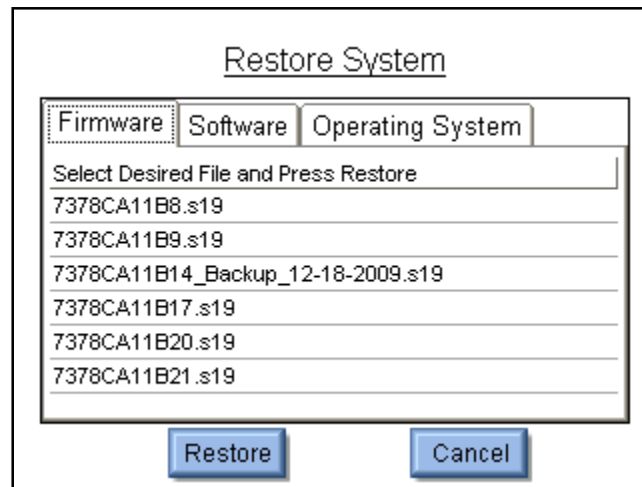 Restore System
Firmware Software Operating System
Select Desired File and Press Restore
7378CA11B8.s19
7378CA11B9.s19
7378CA11B14_Backup_12-18-2009.s19
7378CA11B17.s19
7378CA11B20.s19
7378CA11B21.s19
Restore Cancel